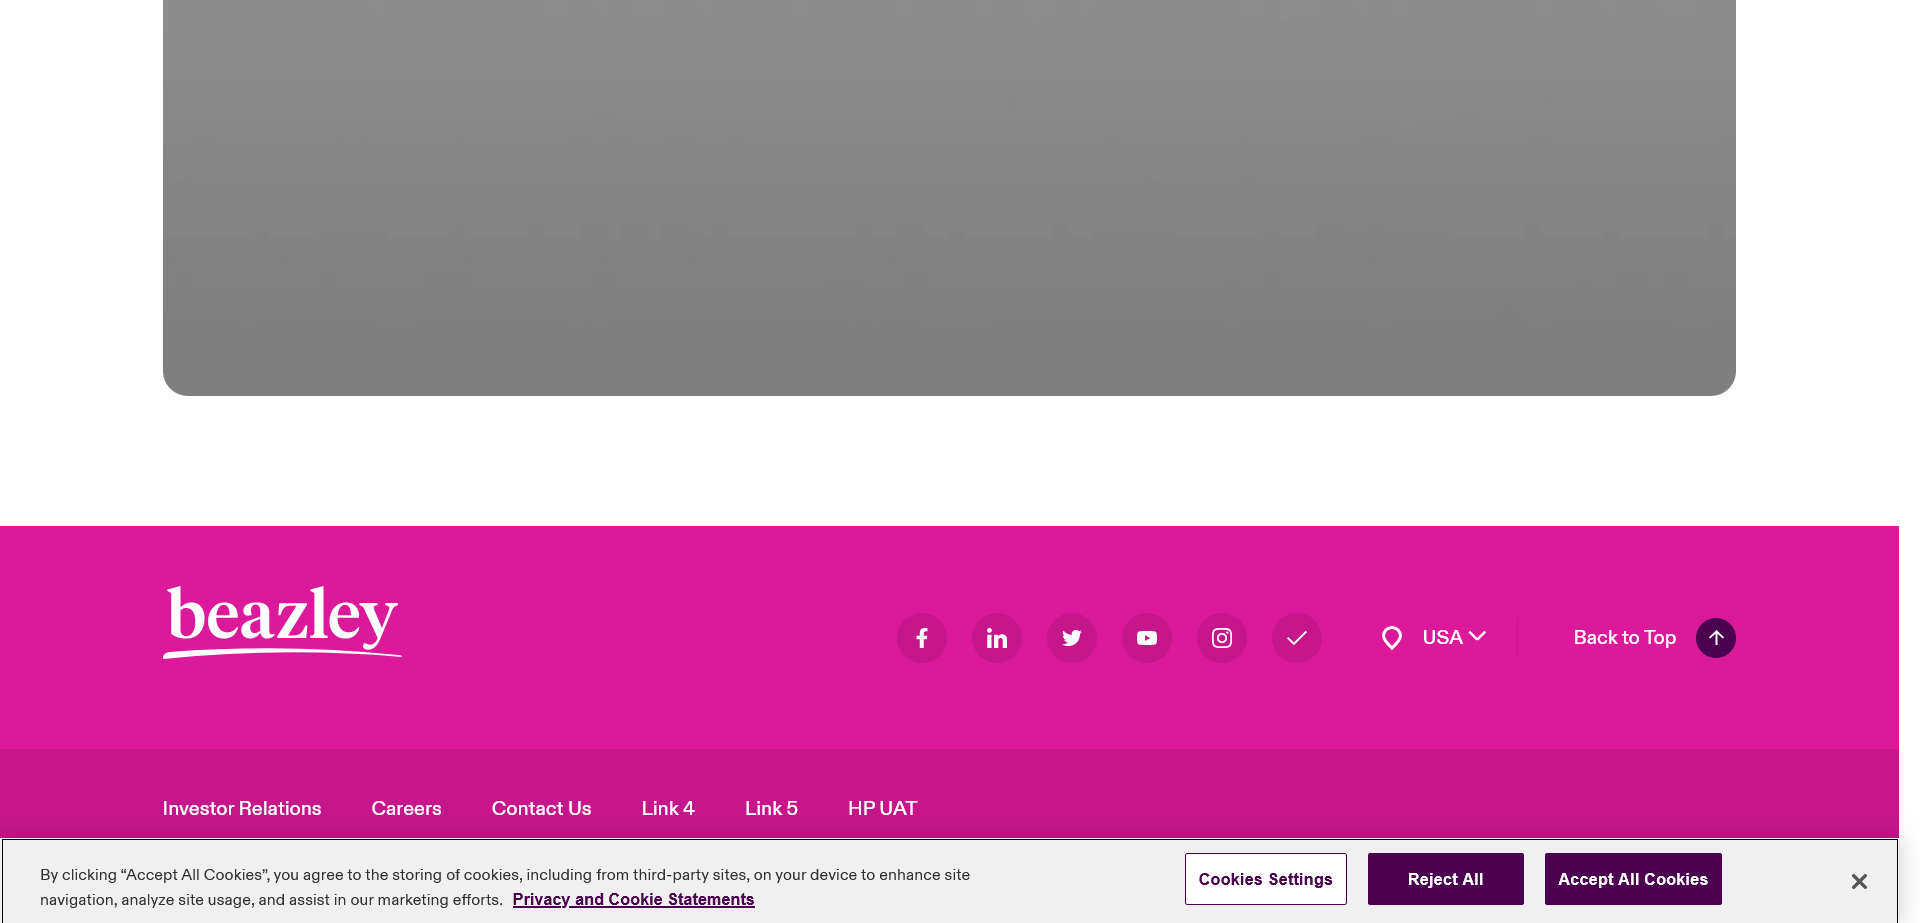 beazley
USA
Back to Top
Investor Relations
Careers
Contact Us
Link 4
Link 5
HP UAT
By clicking “Accept All Cookies”, you agree to the storing of cookies, including from third-party sites, on your device to enhance site
navigation, analyze site usage, and assist in our marketing efforts. Privacy and Cookie Statements
Cookies Settings
Reject All
Accept All Cookies